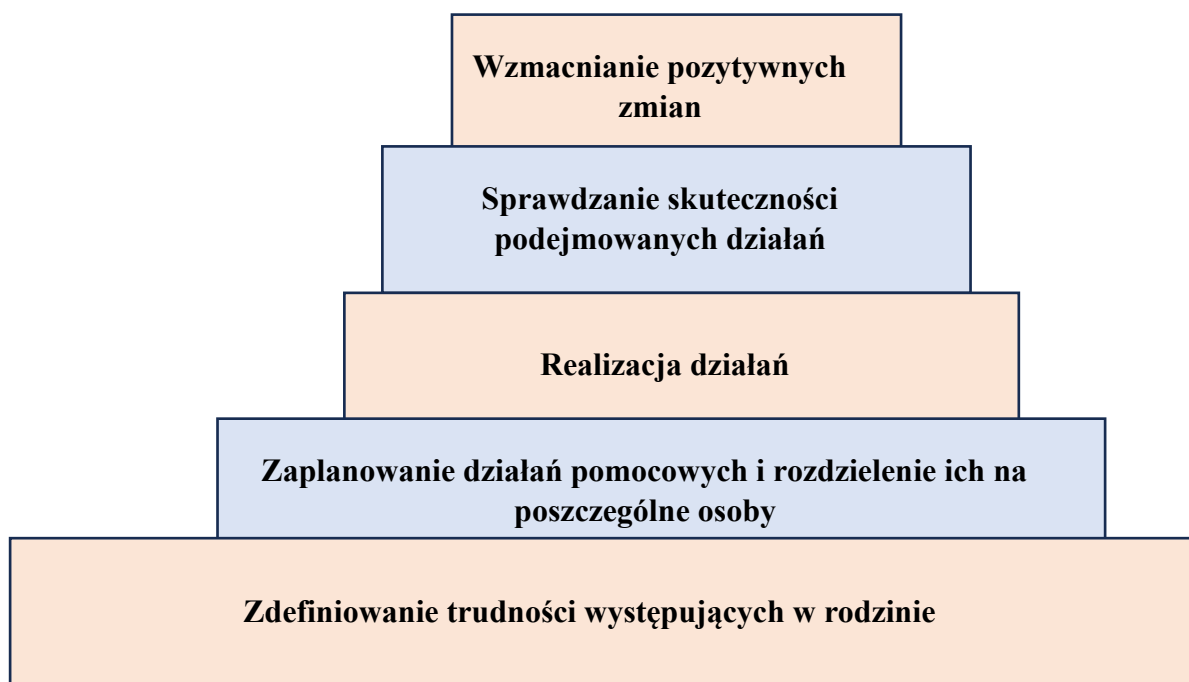 Wzmacnianie pozytywnych
zmian
Sprawdzanie skuteczności
podejmowanych działań
Realizacja działań
Zaplanowanie działań pomocowych i rozdzielenie ich na
poszczególne osoby
Zdefiniowanie trudności występujących w rodzinie